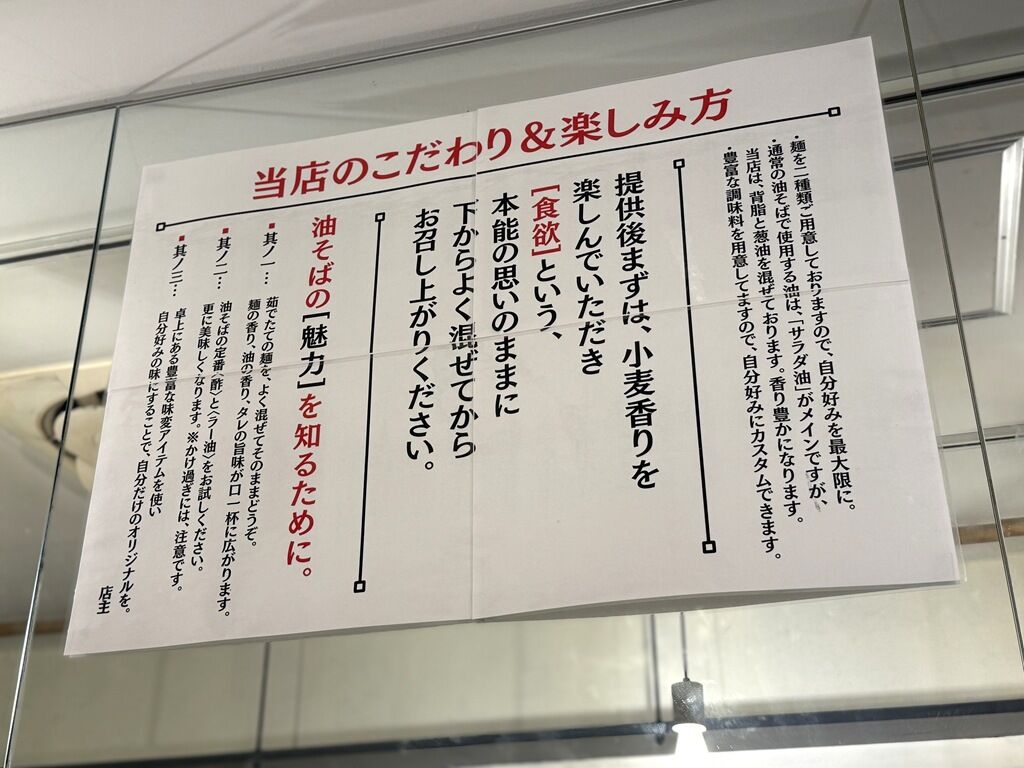 当店のこだわり&楽しみ方
・麺を二種類ご用意しておりますので、自分好みを最大限に。
・通常の油そばで使用する油は、「サラダ油」がメインですが、
当店は、背脂と葱油を混ぜております。香り豊かになります。
・豊富な調味料を用意してますので、自分好みにカスタムできます。
提供後まずは、小麦香りを
楽しんでいただき
[食欲]という、
本能の思いのままに
下からよく混ぜてから
お召し上がりください。
油そばの[魅力]を知るために。
■其ノ一… 茹でたての麺を、よく混ぜてそのままどうぞ。
麺の香り、油の香り、タレの旨味が口一杯に広がります。
■其ノ二… 油そばの定番〈酢〉と〈ラー油〉をお試しください。
更に美味しくなります。※かけ過ぎには、注意です。
■其ノ三… 卓上にある豊富な味変アイテムを使い
自分好みの味にすることで、自分だけのオリジナルを。
店主